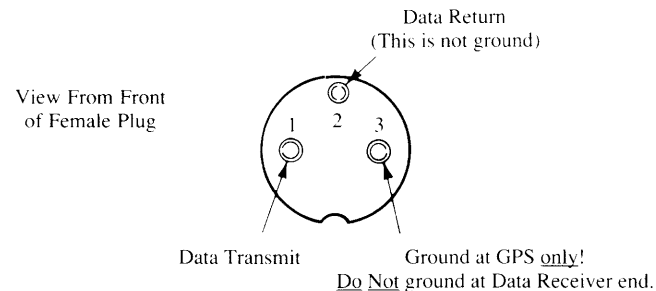 Data Return
(This is not ground)
View From Front
of Female Plug
1
2
3
Data Transmit
Ground at GPS only!
Do Not ground at Data Receiver end.